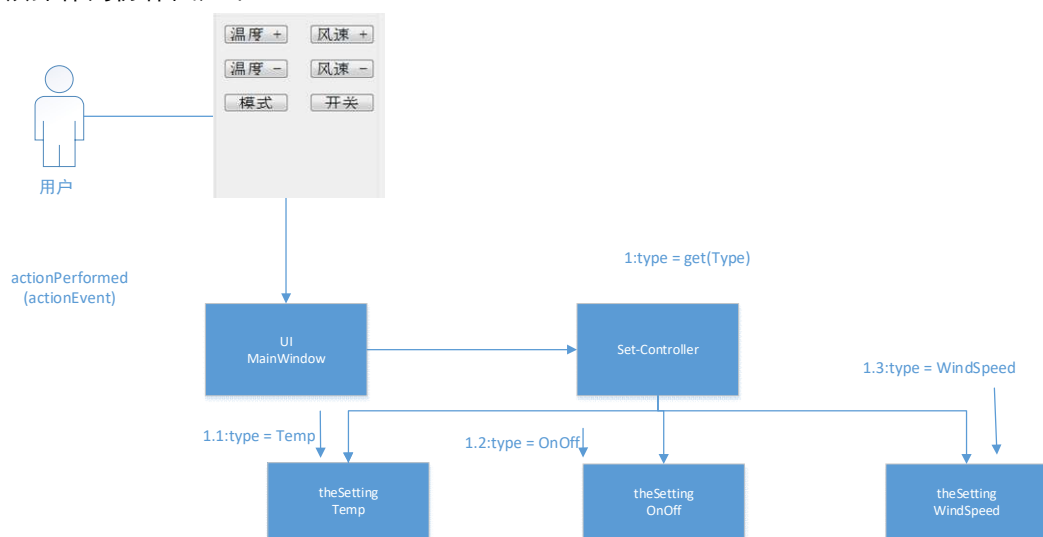 温度 +
风速 +
温度 -
风速 -
模式
开关
用户
actionPerformed
(actionEvent)
1:type = get(Type)
UI
MainWindow
Set-Controller
1.3:type = WindSpeed
1.1:type = Temp
1.2:type = OnOff
theSetting
Temp
theSetting
OnOff
theSetting
WindSpeed